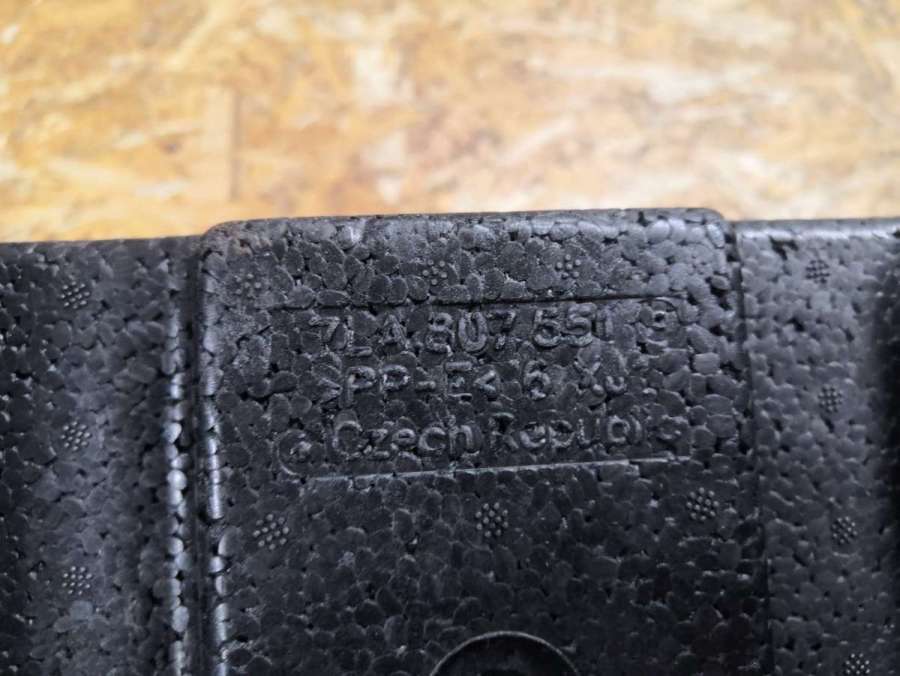 7LA.807.551
>PP-E<
Czech Republic